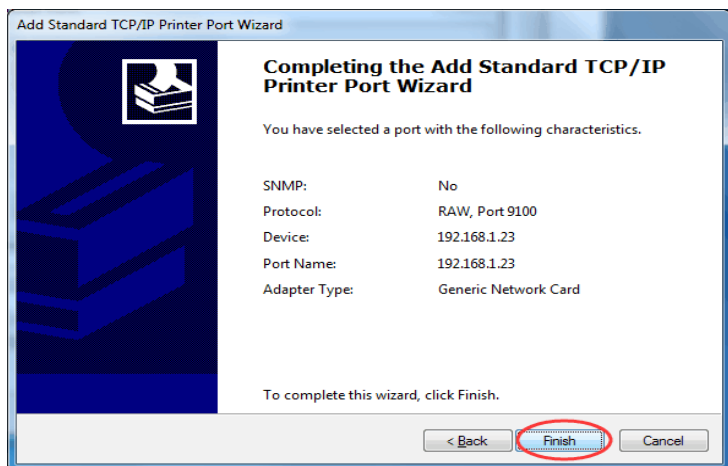 Add Standard TCP/IP Printer Port Wizard
Completing the Add Standard TCP/IP
Printer Port Wizard
You have selected a port with the following characteristics.
SNMP: No
Protocol: RAW, Port 9100
Device: 192.168.1.23
Port Name: 192.168.1.23
Adapter Type: Generic Network Card
To complete this wizard, click Finish.
< Back Finish Cancel